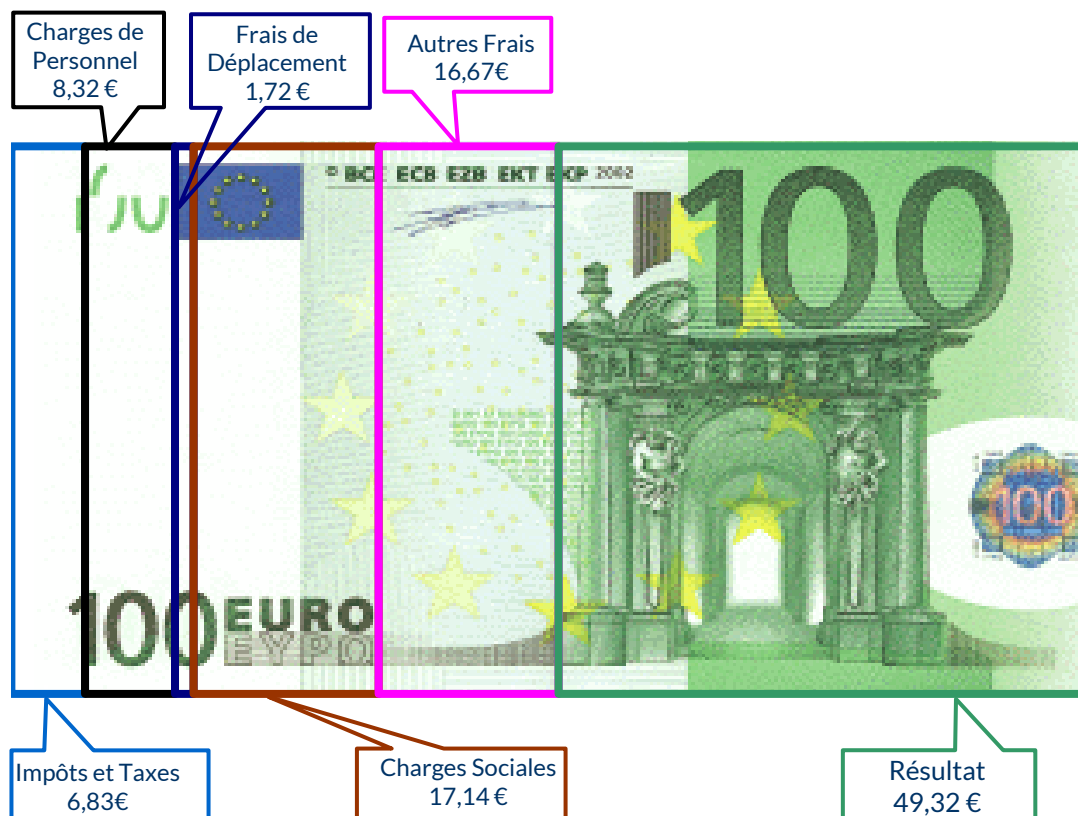 Charges de
Personnel
8,32 €
Frais de
Déplacement
1,72 €
Autres Frais
16,67€
© BCE ECB EZB EKT EKP 2002
100
100
100 EURO
ΕΥΡΩ
Impôts et Taxes
6,83€
Charges Sociales
17,14 €
Résultat
49,32 €